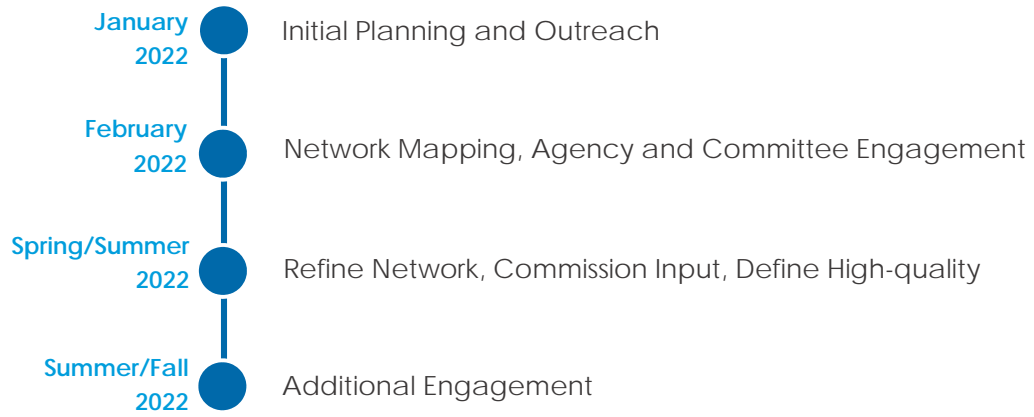 January
2022
Initial Planning and Outreach
February
2022
Network Mapping, Agency and Committee Engagement
Spring/Summer
2022
Refine Network, Commission Input, Define High-quality
Summer/Fall
2022
Additional Engagement